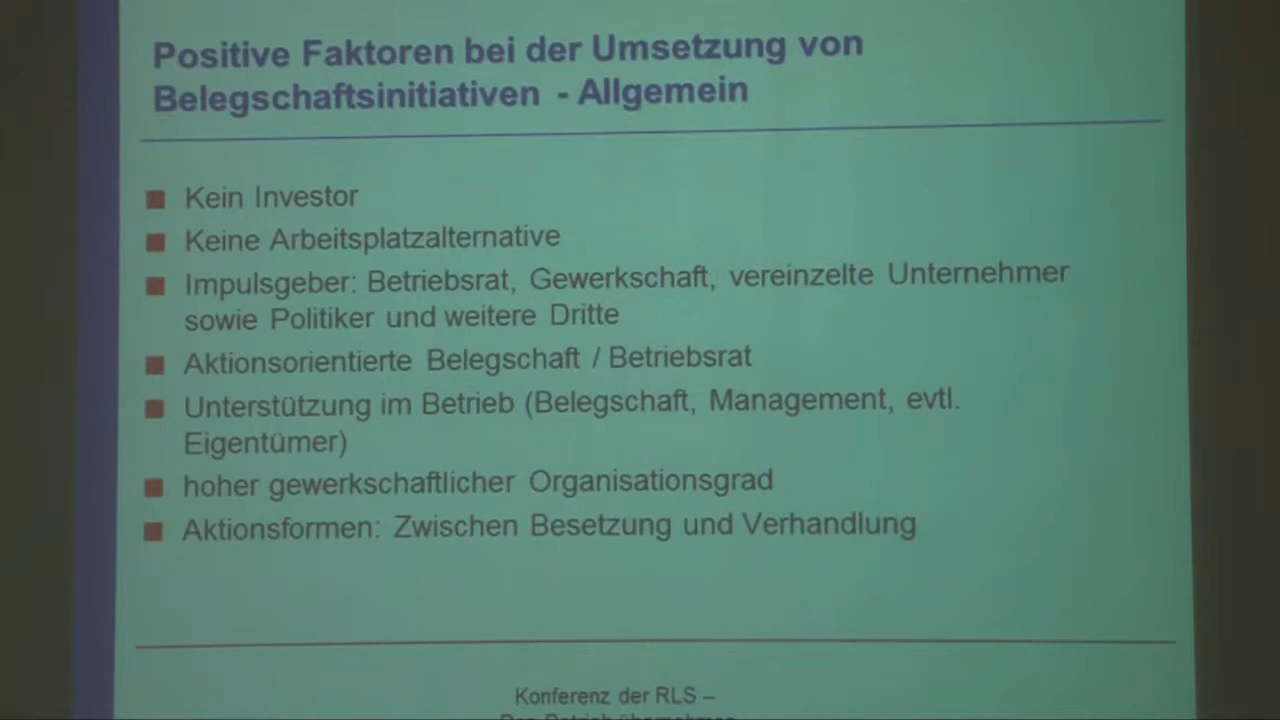 Positive Faktoren bei der Umsetzung von
Belegschaftsinitiativen - Allgemein
Kein Investor
Keine Arbeitsplatzalternative
Impulsgeber: Betriebsrat, Gewerkschaft, vereinzelte Unternehmer
sowie Politiker und weitere Dritte
Aktionsorientierte Belegschaft / Betriebsrat
Unterstützung im Betrieb (Belegschaft, Management, evtl.
Eigentümer)
hoher gewerkschaftlicher Organisationsgrad
Aktionsformen: Zwischen Besetzung und Verhandlung
Konferenz der RLS –